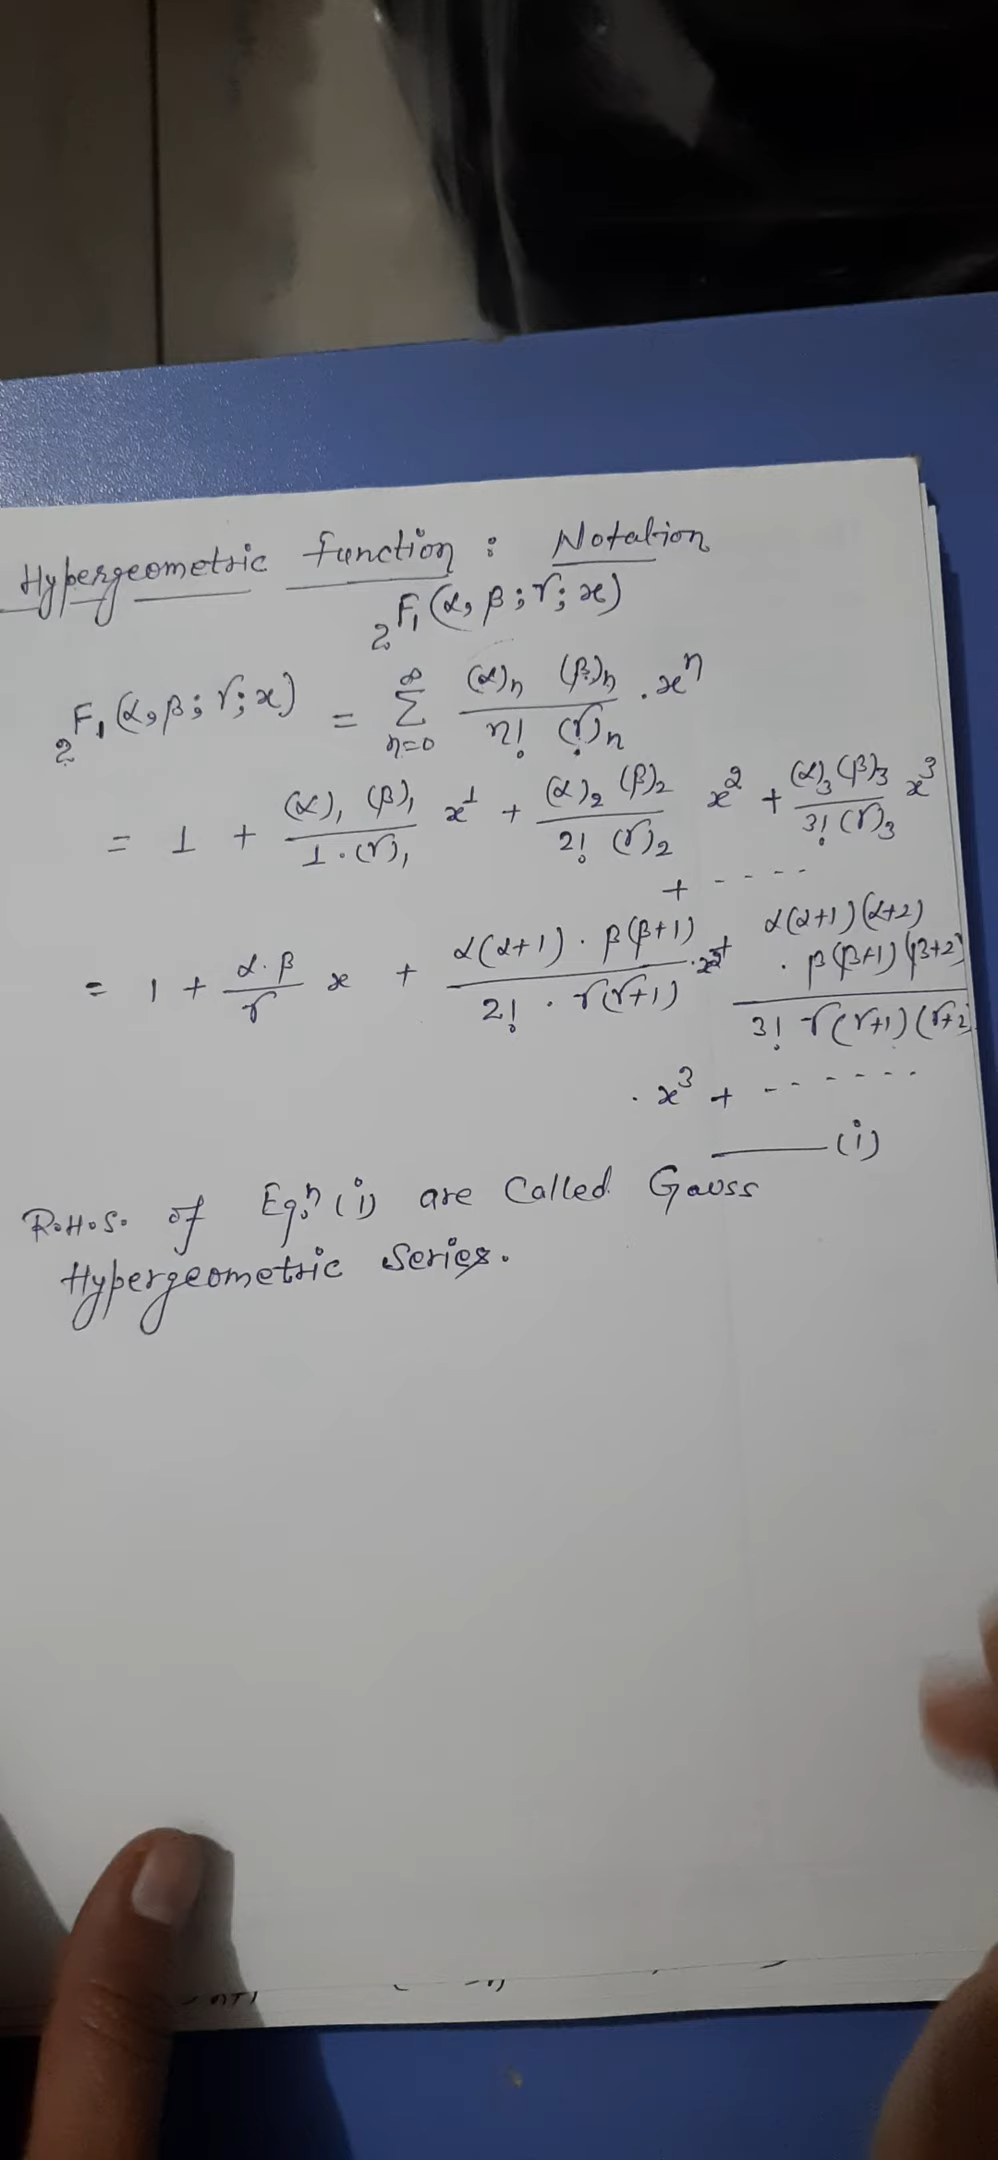 Hypergeometric function : Notation
₂F₁(α, β; γ; x)
₂F₁(α, β; γ; x) = ∞ Σ n=0 (α)ₙ (β)ₙ / n! (γ)ₙ . xⁿ
= 1 + (α)₁ (β)₁ / 1 . (γ)₁ x¹ + (α)₂ (β)₂ / 2! (γ)₂ x² + (α)₃ (β)₃ / 3! (γ)₃ x³
+ - - - - -
= 1 + α . β / γ x + α(α+1) . β(β+1) / 2! . γ(γ+1) . x² + α(α+1)(α+2) . β(β+1)(β+2) / 3! γ(γ+1)(γ+2)
. x³ + - - - - - -
——— (i)
R.H.S. of Eqⁿ (i) are Called Gauss
Hypergeometric Series.